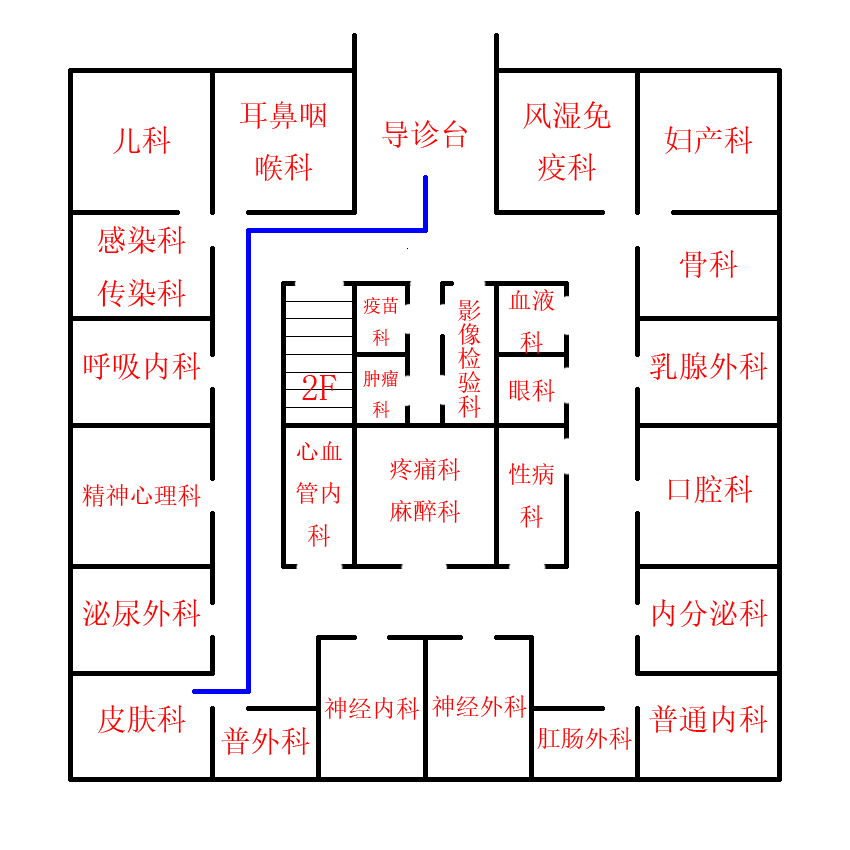 儿科
耳鼻咽
喉科
导诊台
风湿免
疫科
妇产科
感染科
传染科
骨科
疫苗
科
影像检验科
血液
科
呼吸内科
2F
肿瘤
科
眼科
乳腺外科
心血
管内
科
疼痛科
麻醉科
性病
科
精神心理科
口腔科
泌尿外科
内分泌科
皮肤科
普外科
神经内科
神经外科
肛肠外科
普通内科